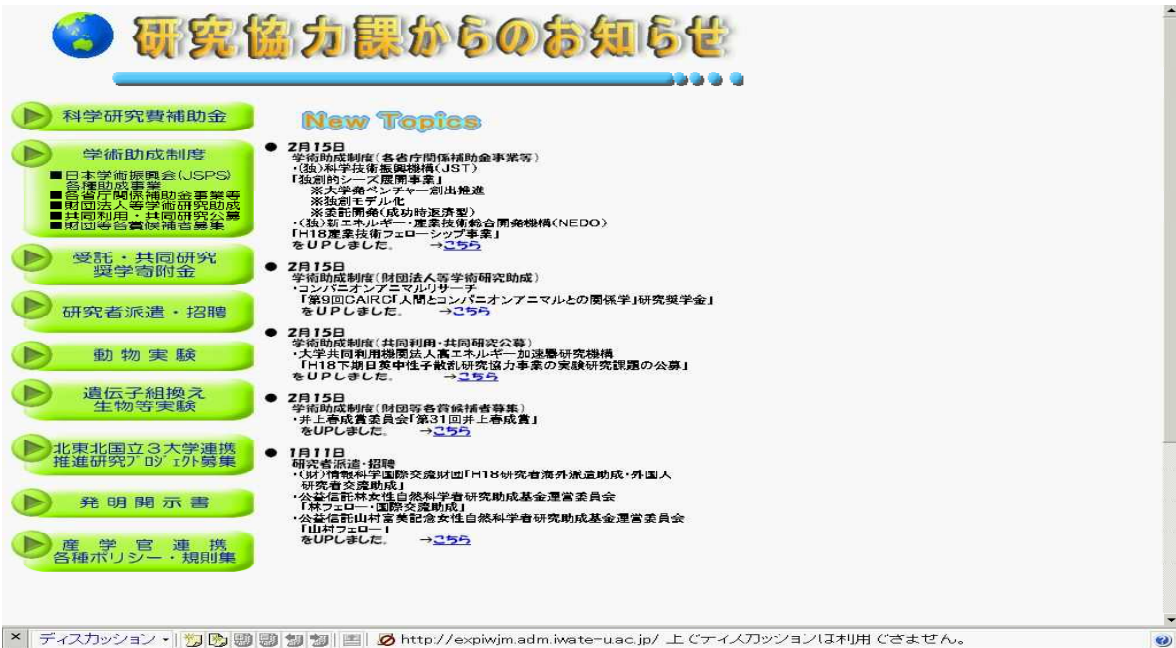 研究協力課からのお知らせ
科学研究費補助金
学術助成制度
■日本学術振興会(JSPS)
各種助成事業
■各省庁関係補助金事業等
■財団法人等学術研究助成
■共同利用・共同研究公募
■財団等各賞候補者募集
受託・共同研究
奨学寄附金
研究者派遣・招聘
動物実験
遺伝子組換え
生物等実験
北東北国立3大学連携
推進研究プロジェクト募集
発明開示書
産学官連携
各種ポリシー・規則集
New Topics
● 2月15日
学術助成制度(各省庁関係補助金事業等)
・(独)科学技術振興機構(JST)
「独創的シーズ展開事業」
※大学発ベンチャー創出推進
※独創モデル化
※委託開発(成功時返済型)
・(独)新エネルギー・産業技術総合開発機構(NEDO)
「H18産業技術フェローシップ事業」
をUPしました。 →こちら
● 2月15日
学術助成制度(財団法人等学術研究助成)
・コンパニオンアニマルリサーチ
「第9回CAIRC「人間とコンパニオンアニマルとの関係学」研究奨学金」
をUPしました。 →こちら
● 2月15日
学術助成制度(共同利用・共同研究公募)
・大学共同利用機関法人高エネルギー加速器研究機構
「H18下期日英中性子散乱研究協力事業の実験研究課題の公募」
をUPしました。 →こちら
● 2月15日
学術助成制度(財団等各賞候補者募集)
・井上春成賞委員会「第31回井上春成賞」
をUPしました。 →こちら
● 1月11日
研究者派遣・招聘
・(財)情報科学国際交流財団「H18研究者海外派遣助成・外国人
研究者交流助成」
・公益信託林女性自然科学者研究助成基金運営委員会
「林フェロー・国際交流助成」
・公益信託山村富美記念女性自然科学者研究助成基金運営委員会
「山村フェロー」
をUPしました。 →こちら
ディスカッション
http://expiwjm.adm.iwate-u.ac.jp/ 上でディスカッションは利用できません。